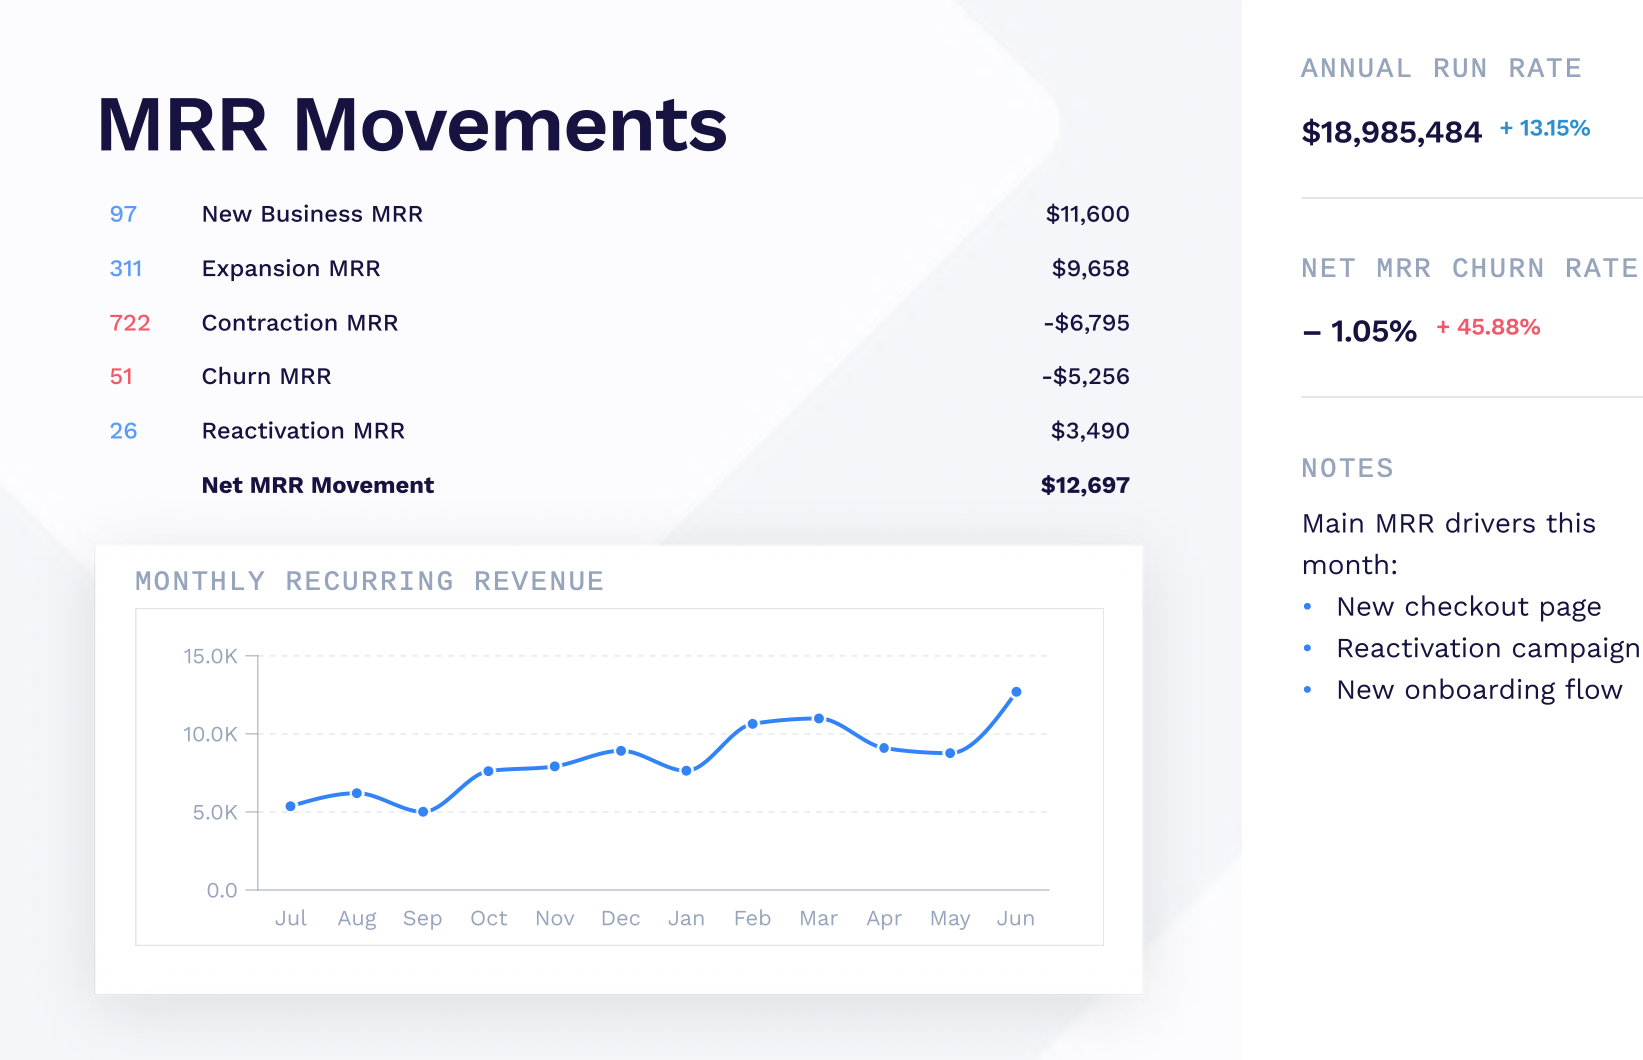 MRR Movements
97 New Business MRR $11,600
311 Expansion MRR $9,658
722 Contraction MRR -$6,795
51 Churn MRR -$5,256
26 Reactivation MRR $3,490
Net MRR Movement $12,697
MONTHLY RECURRING REVENUE
15.0K
10.0K
5.0K
0.0
Jul Aug Sep Oct Nov Dec Jan Feb Mar Apr May Jun
ANNUAL RUN RATE
$18,985,484 + 13.15%
NET MRR CHURN RATE
– 1.05% + 45.88%
NOTES
Main MRR drivers this
month:
• New checkout page
• Reactivation campaign
• New onboarding flow